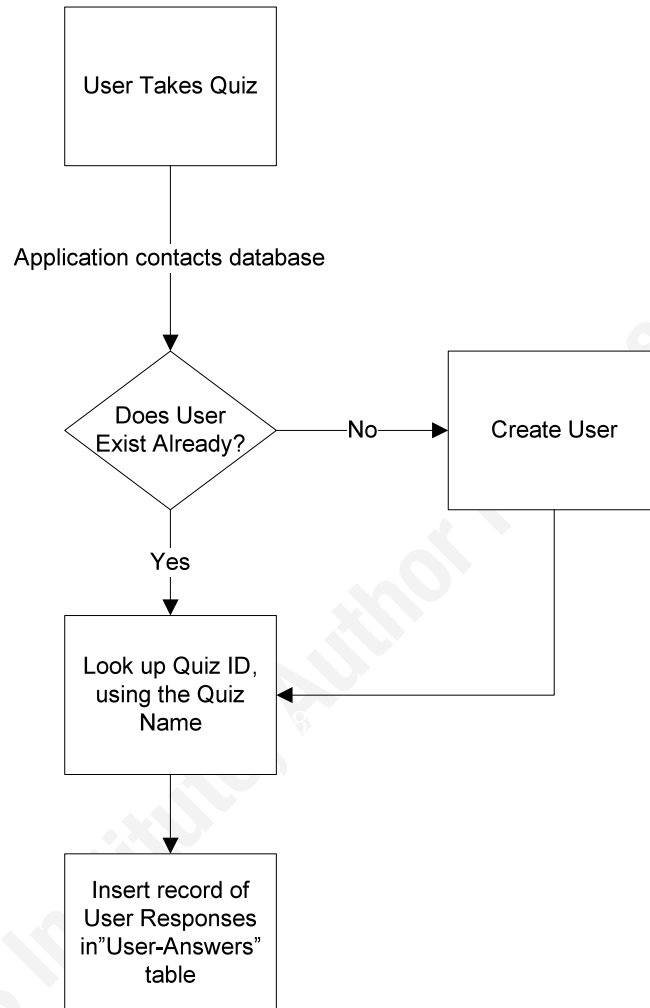 User Takes Quiz
Application contacts database
Does User
Exist Already?
No
Create User
Yes
Look up Quiz ID,
using the Quiz
Name
Insert record of
User Responses
in”User-Answers”
table
Author